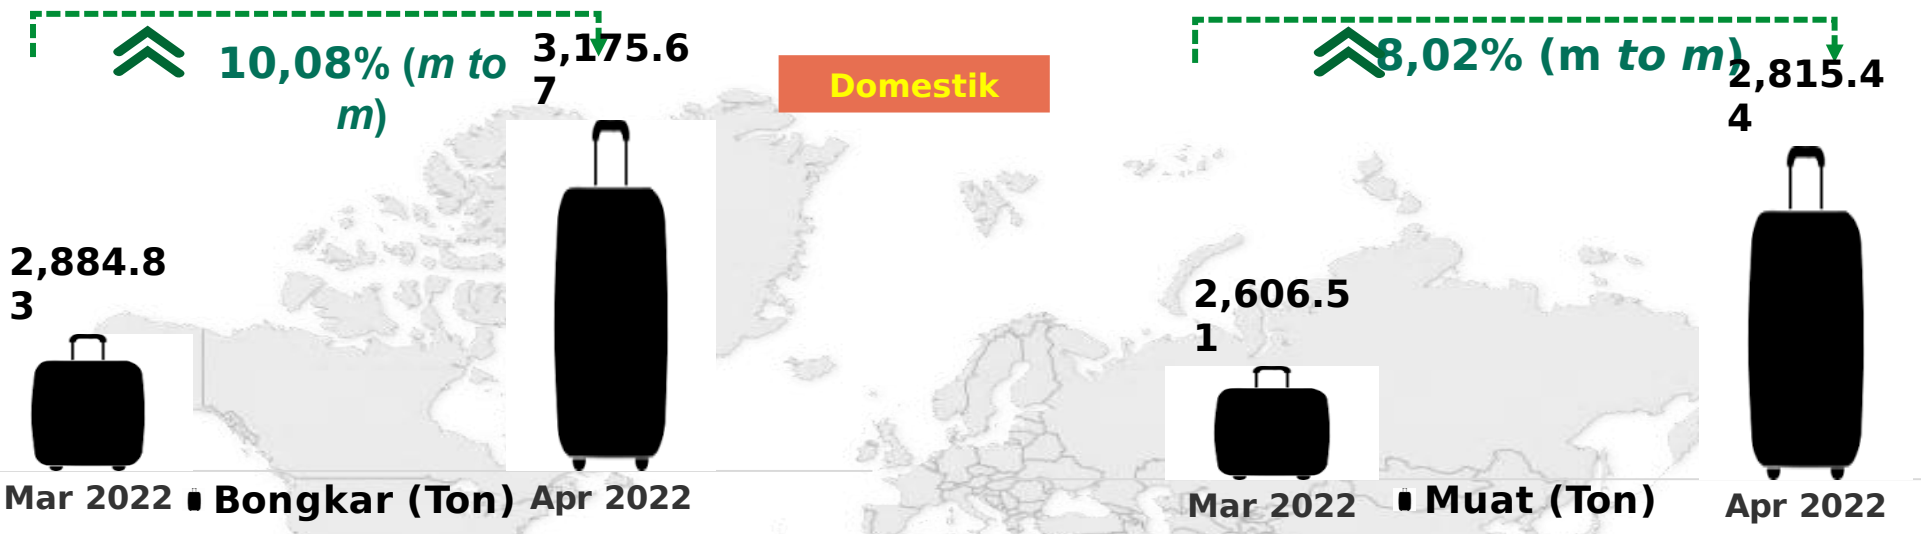 10,08% (m to
m)
3,175.6
7
2,884.8
3
Mar 2022
Bongkar (Ton)
Apr 2022
Domestik
8,02% (m to m)
2,815.4
4
2,606.5
1
Mar 2022
Muat (Ton)
Apr 2022